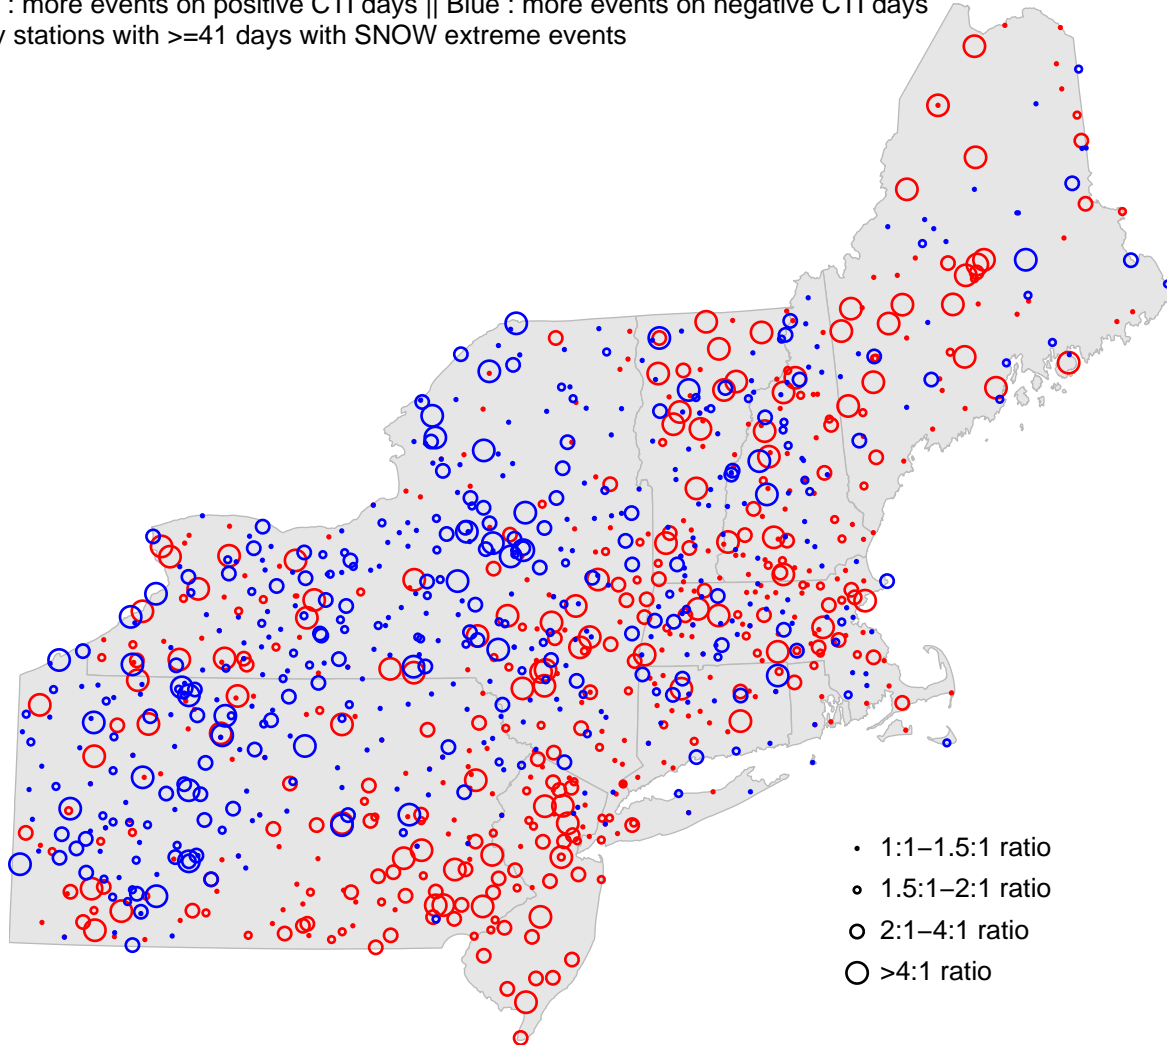 : more events on positive CTI days || Blue : more events on negative CTI days
stations with >=41 days with SNOW extreme events
1:1–1.5:1 ratio
1.5:1–2:1 ratio
2:1–4:1 ratio
>4:1 ratio